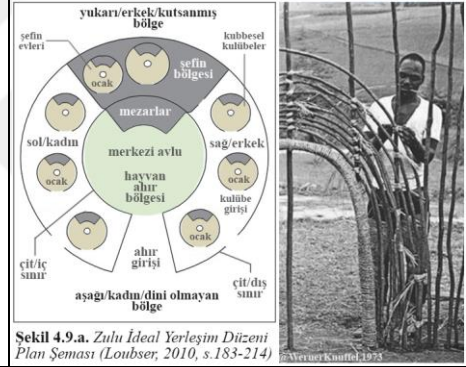 yukarı/erkek/kutsanmış
bölge
şefin
evleri
kubbesel
kulübeler
şefin
bölgesi
ocak
mezarlar
sol/kadın
merkezi avlu
sağ/erkek
hayvan
ahır
bölgesi
ocak
ocak
kulübe
girişi
ocak
çit/iç
sınır
ahır
girişi
çit/dış
sınır
aşağı/kadın/dini olmayan
bölge
Şekil 4.9.a. Zulu İdeal Yerleşim Düzeni
Plan Şeması (Loubser, 2010, s.183-214)
@WernerKnuffel,1973